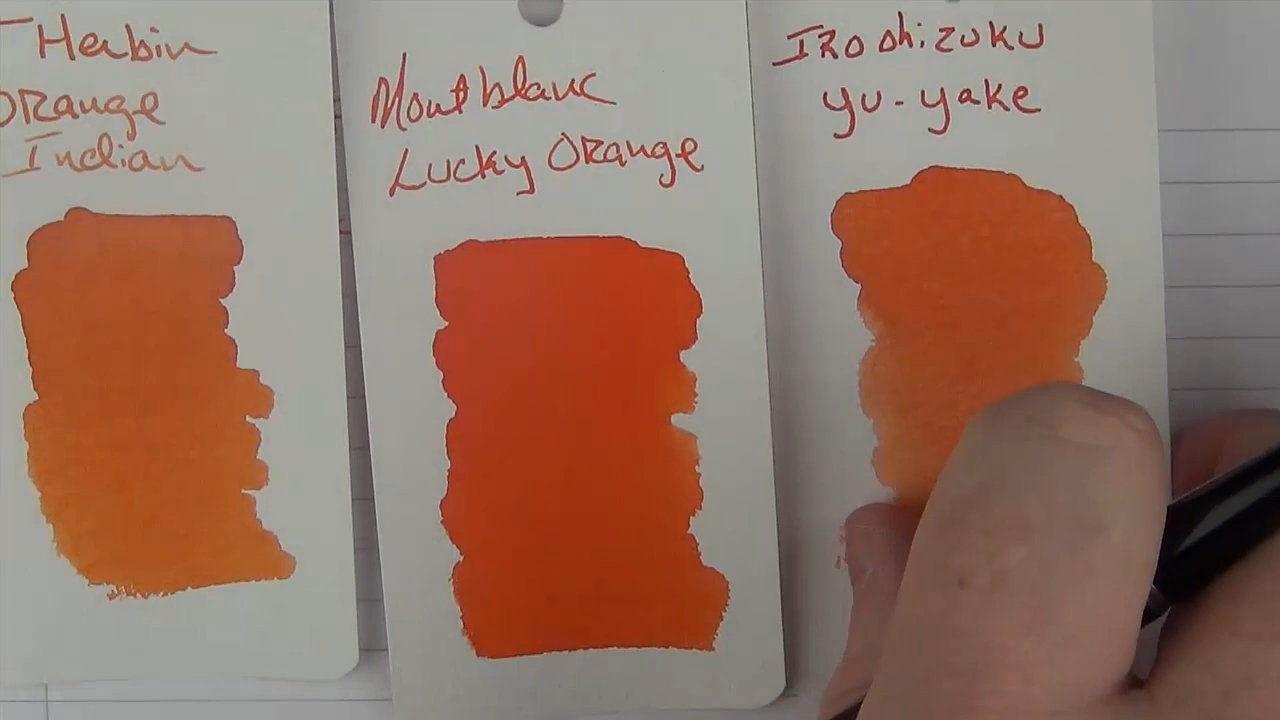 Herbin
Orange
Indian
Montblanc
Lucky Orange
Iroshizuku
Yu-yake